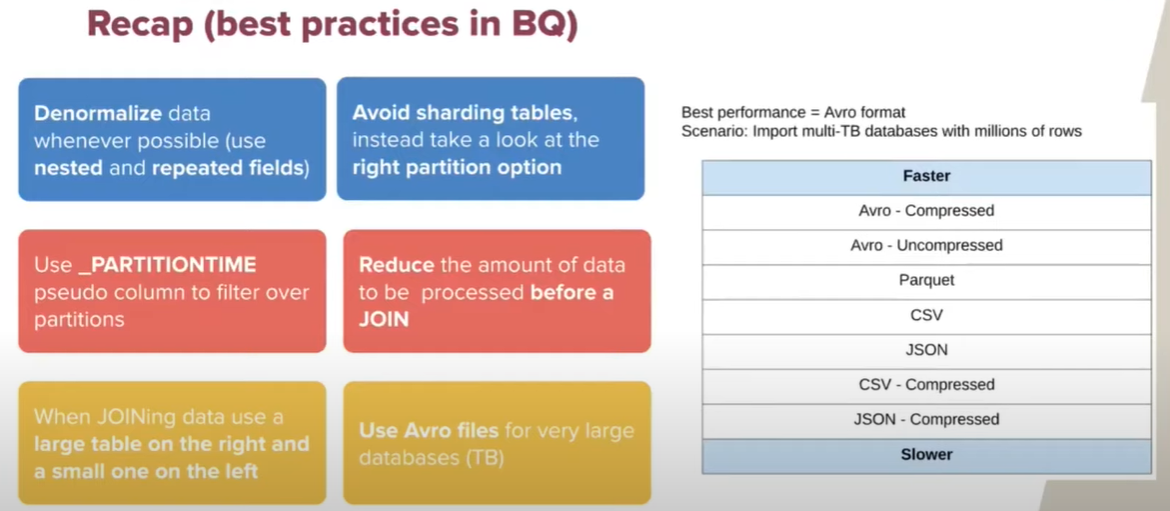 Recap (best practices in BQ)
Denormalize data
whenever possible (use
nested and repeated fields)
Avoid sharding tables,
instead take a look at the
right partition option
Use _PARTITIONTIME
pseudo column to filter over
partitions
Reduce the amount of data
to be processed before a
JOIN
When JOINing data use a
large table on the right and
a small one on the left
Use Avro files for very large
databases (TB)
Best performance = Avro format
Scenario: Import multi-TB databases with millions of rows
Faster
Avro - Compressed
Avro - Uncompressed
Parquet
CSV
JSON
CSV - Compressed
JSON - Compressed
Slower